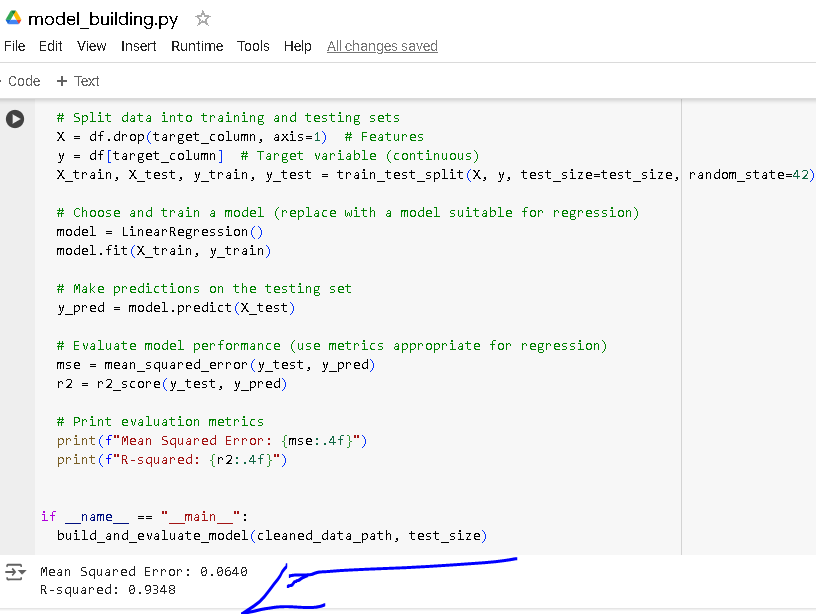 model_building.py
File Edit View Insert Runtime Tools Help All changes saved
Code + Text
# Split data into training and testing sets
X = df.drop(target_column, axis=1)  # Features
y = df[target_column]  # Target variable (continuous)
X_train, X_test, y_train, y_test = train_test_split(X, y, test_size=test_size, random_state=42)
# Choose and train a model (replace with a model suitable for regression)
model = LinearRegression()
model.fit(X_train, y_train)
# Make predictions on the testing set
y_pred = model.predict(X_test)
# Evaluate model performance (use metrics appropriate for regression)
mse = mean_squared_error(y_test, y_pred)
r2 = r2_score(y_test, y_pred)
# Print evaluation metrics
print(f"Mean Squared Error: {mse:.4f}")
print(f"R-squared: {r2:.4f}")
if __name__ == "__main__":
build_and_evaluate_model(cleaned_data_path, test_size)
Mean Squared Error: 0.0640
R-squared: 0.9348